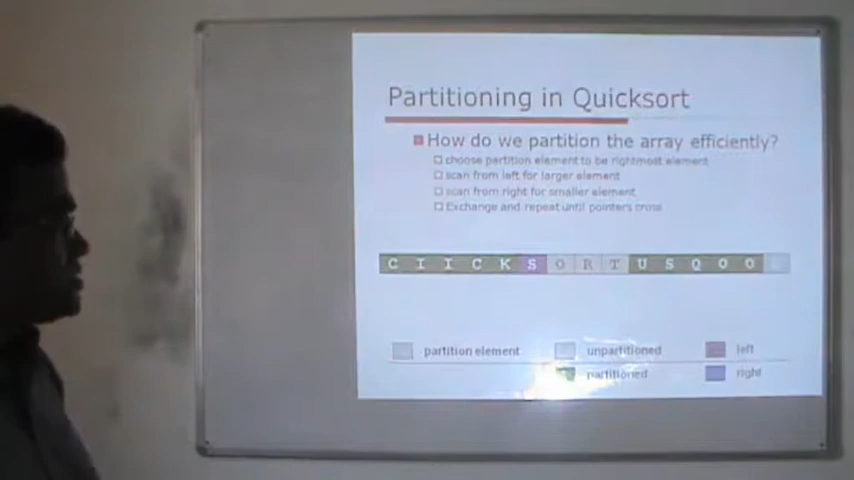 Partitioning in Quicksort
How do we partition the array efficiently?
choose partition element to be rightmost element
scan from left for larger element
scan from right for smaller element
Exchange and repeat until pointers cross
C I I C K S O R T U S Q O O
partition element unpartitioned left
partitioned right